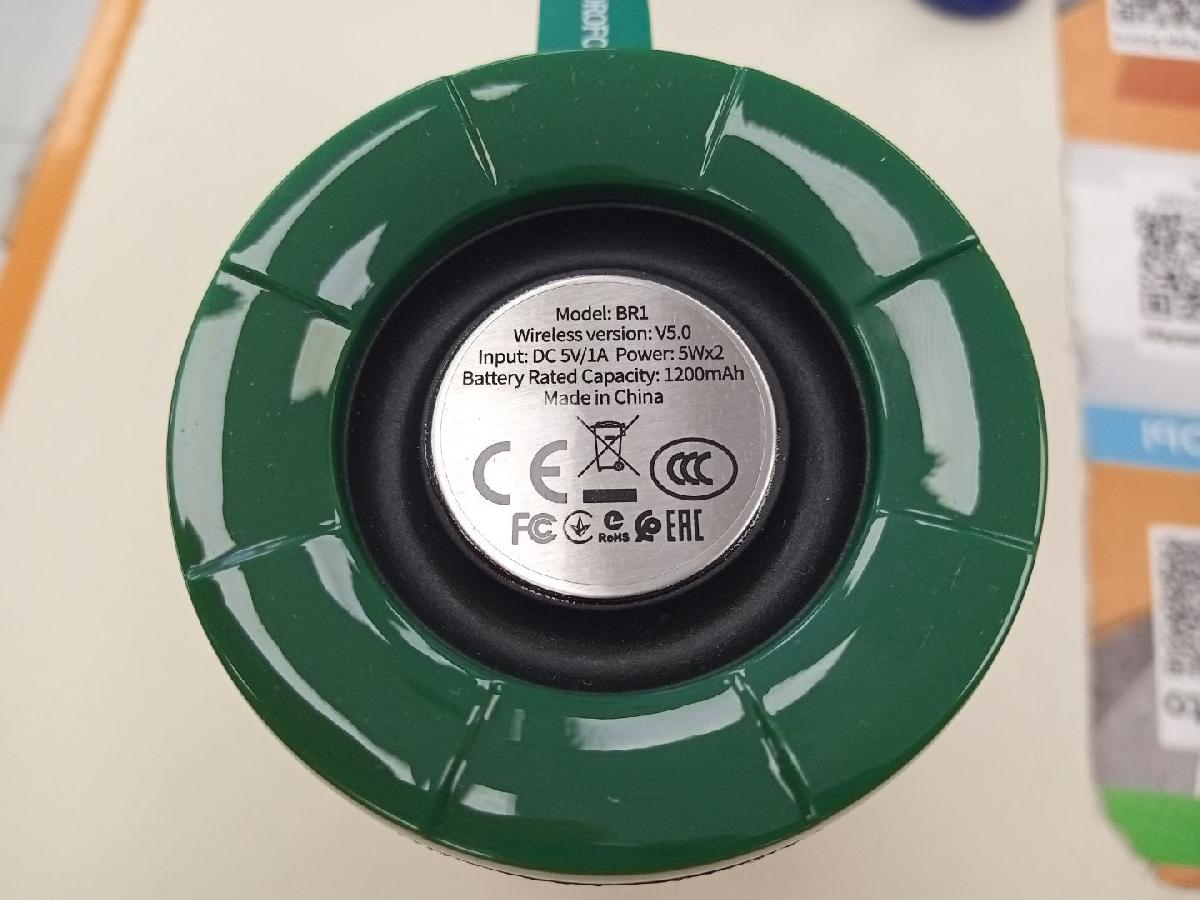 Model: BR1
Wireless version: V5.0
Input: DC 5V/1A Power: 5Wx2
Battery Rated Capacity: 1200mAh
Made in China
CE CCC
FC RoHS EAC